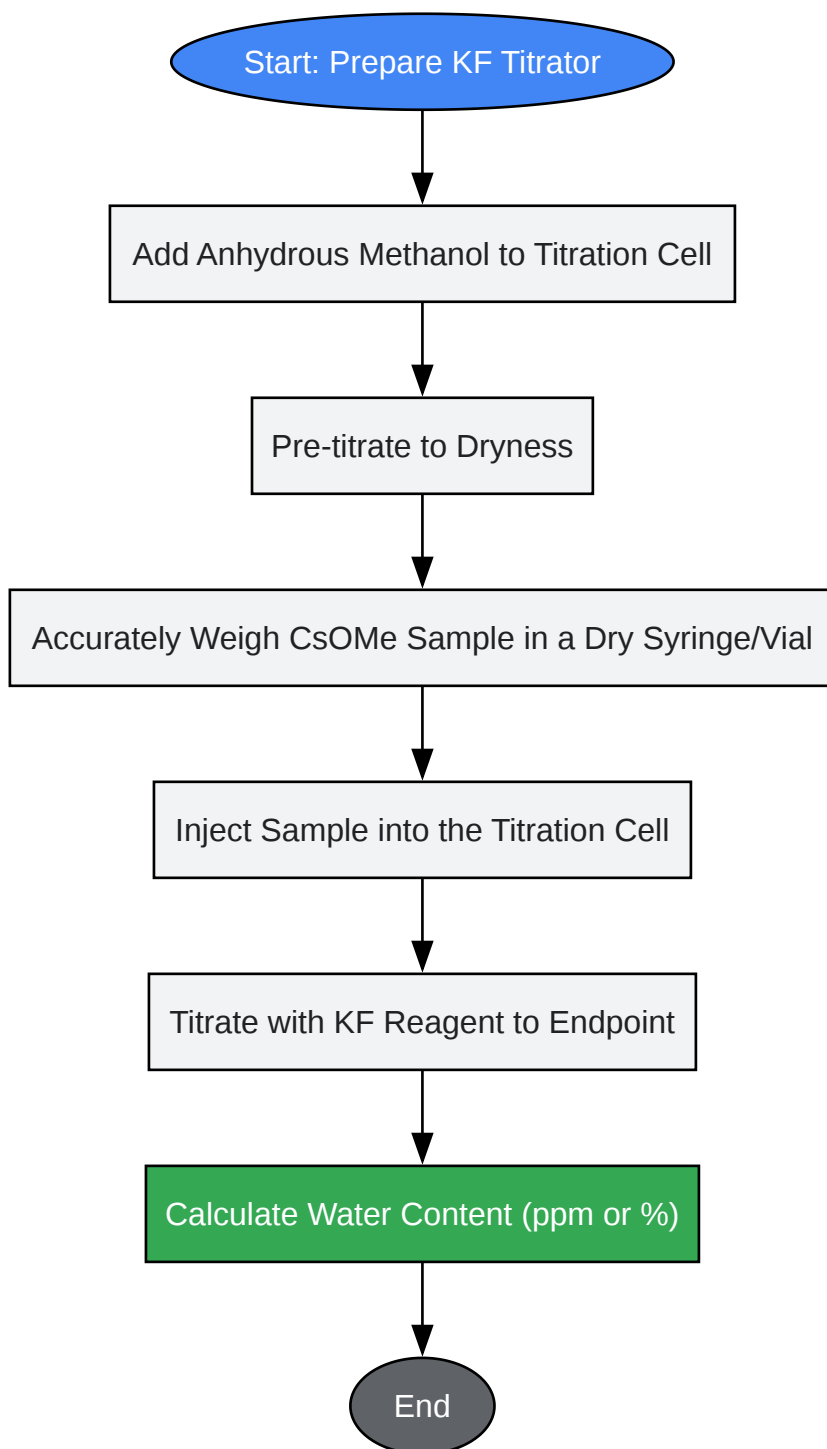 Start: Prepare KF Titrator
Add Anhydrous Methanol to Titration Cell
Pre-titrate to Dryness
Accurately Weigh CsOMe Sample in a Dry Syringe/Vial
Inject Sample into the Titration Cell
Titrate with KF Reagent to Endpoint
Calculate Water Content (ppm or %)
End